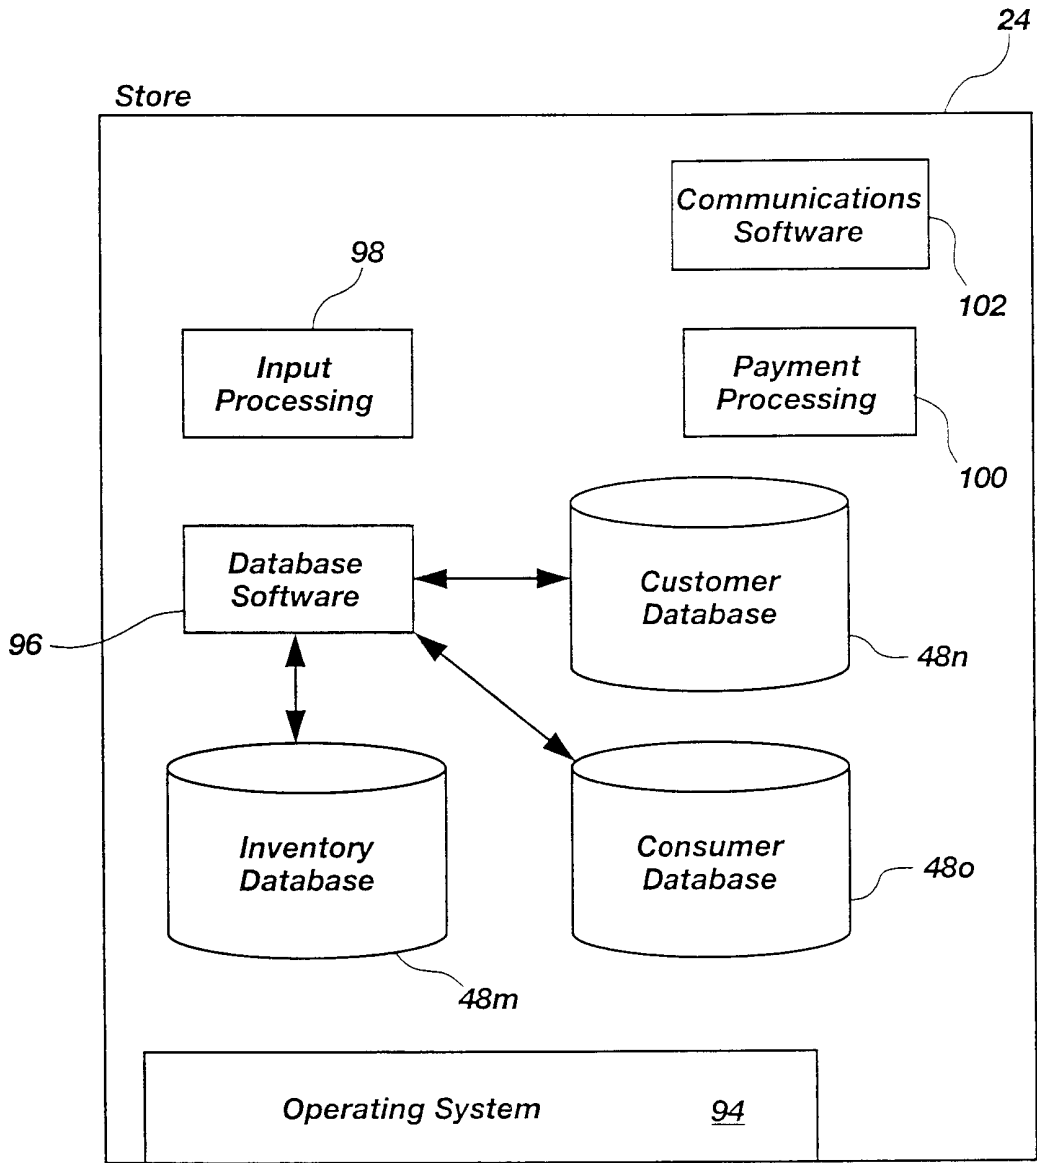 24
Store
Communications
Software
98
102
Input
Processing
Payment
Processing
100
Database
Software
Customer
Database
96
48n
Inventory
Database
Consumer
Database
48o
48m
Operating System 94